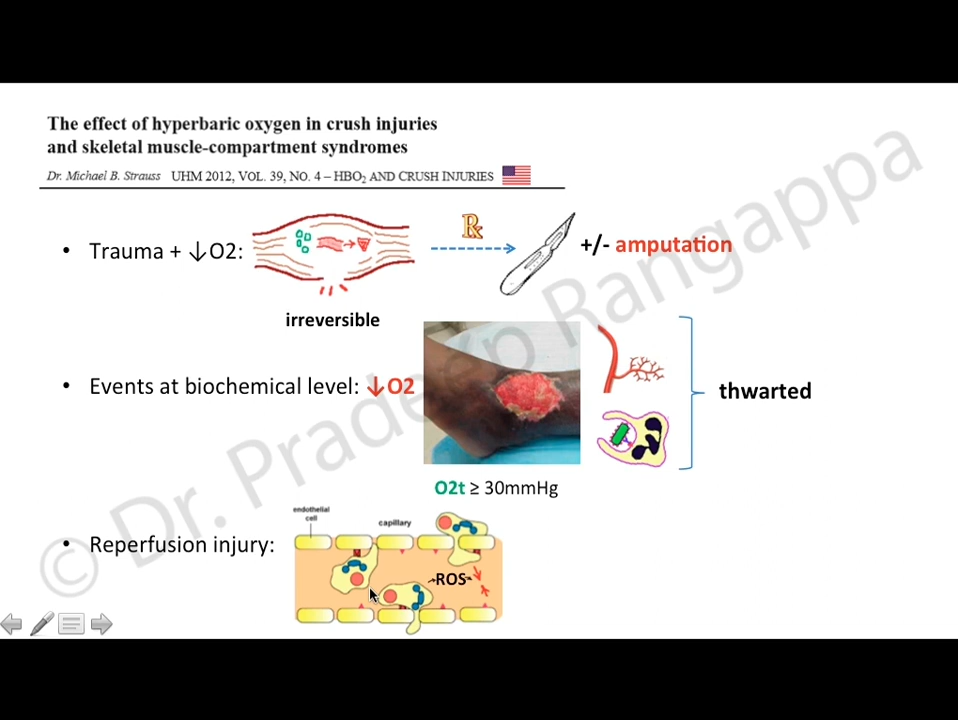 The effect of hyperbaric oxygen in crush injuries
and skeletal muscle-compartment syndromes
Dr. Michael B. Strauss UHM 2012, VOL. 39, NO. 4 – HBO₂ AND CRUSH INJURIES
• Trauma + ↓O2:
Rx
+/- amputation
irreversible
• Events at biochemical level: ↓O2
thwarted
O2t ≥ 30mmHg
• Reperfusion injury:
endothelial
cell
capillary
ROS
© Dr. Pradeep Rangappa